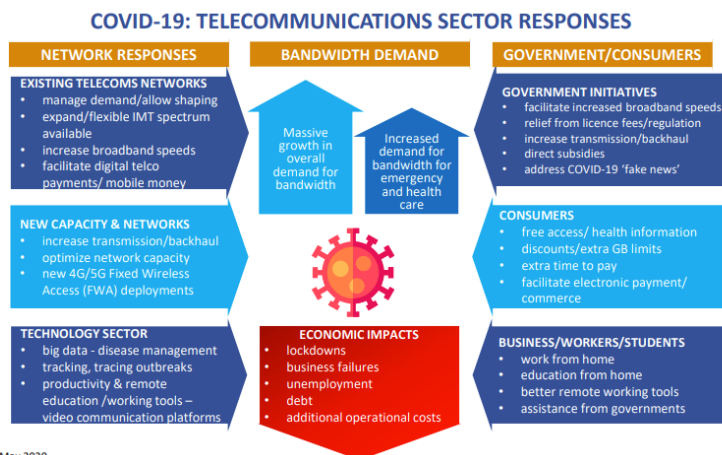 COVID-19: TELECOMMUNICATIONS SECTOR RESPONSES
NETWORK RESPONSES
EXISTING TELECOMS NETWORKS
• manage demand/allow shaping
• expand/flexible IMT spectrum
available
• increase broadband speeds
• facilitate digital telco
payments/ mobile money
NEW CAPACITY & NETWORKS
• increase transmission/backhaul
• optimize network capacity
• new 4G/5G Fixed Wireless
Access (FWA) deployments
TECHNOLOGY SECTOR
• big data - disease management
• tracking, tracing outbreaks
• productivity & remote
education /working tools –
video communication platforms
BANDWIDTH DEMAND
Massive
growth in
overall
demand for
bandwidth
Increased
demand for
bandwidth for
emergency
and health
care
ECONOMIC IMPACTS
• lockdowns
• business failures
• unemployment
• debt
• additional operational costs
GOVERNMENT/CONSUMERS
GOVERNMENT INITIATIVES
• facilitate increased broadband speeds
• relief from licence fees/regulation
• increase transmission/backhaul
• direct subsidies
• address COVID-19 ‘fake news’
CONSUMERS
• free access/ health information
• discounts/extra GB limits
• extra time to pay
• facilitate electronic payment/
commerce
BUSINESS/WORKERS/STUDENTS
• work from home
• education from home
• better remote working tools
• assistance from governments
May 2020